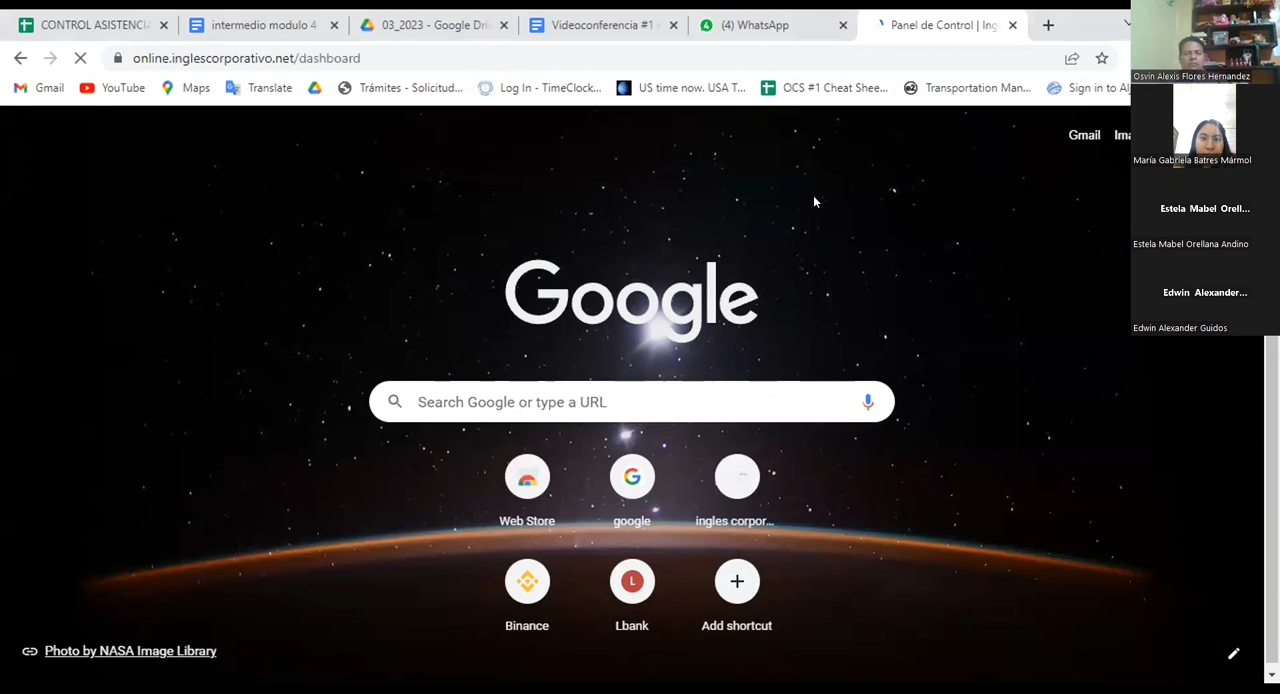 CONTROL ASISTENCI
intermedio modulo 4
03_2023 - Google Dri
Videoconferencia #1
(4) WhatsApp
Panel de Control | Ing
online.inglescorporativo.net/dashboard
Gmail
YouTube
Maps
Translate
Trámites - Solicitud...
Log In - TimeClock...
US time now. USA T...
OCS #1 Cheat Shee...
Transportation Man...
Sign in to Al
Osvin Alexis Flores Hernandez
María Gabriela Batres Mármol
Estela Mabel Orell...
Estela Mabel Orellana Andino
Edwin Alexander...
Edwin Alexander Guidos
Gmail Ima
Google
Search Google or type a URL
Web Store
google
ingles corpor...
L
Binance
Lbank
Add shortcut
Photo by NASA Image Library